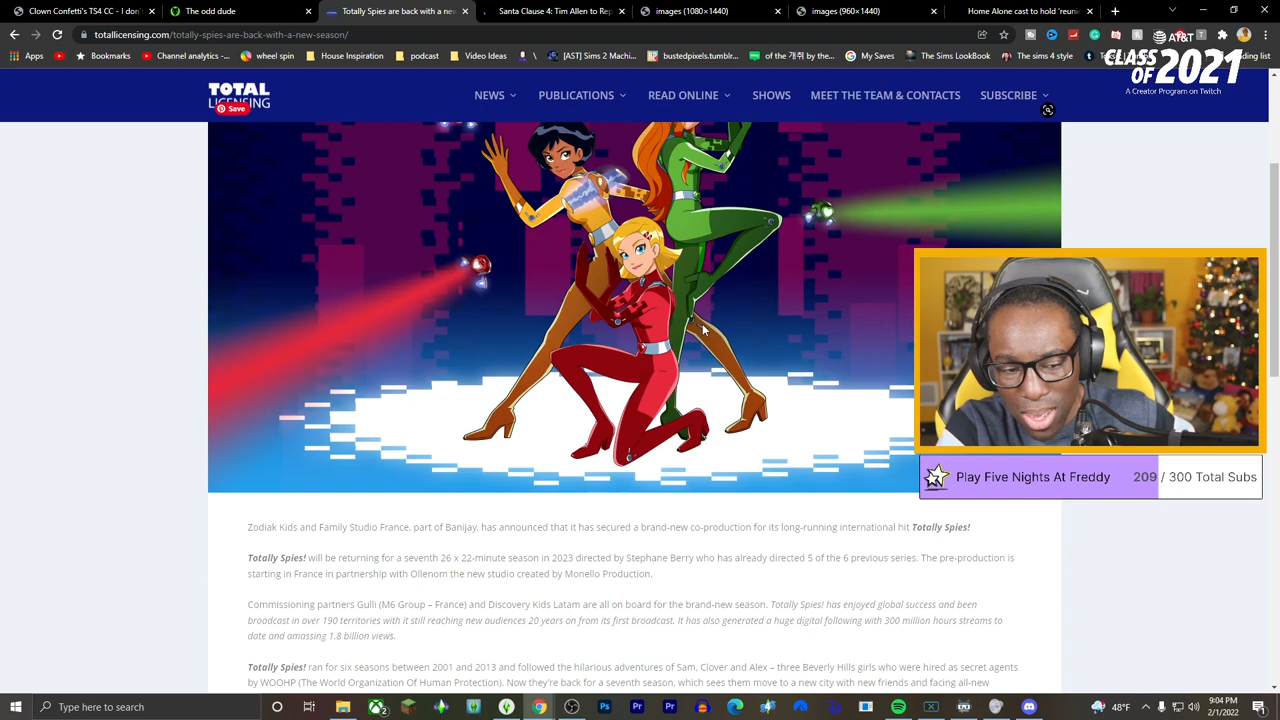 Clown Confetti's TS4 CC - I don't
The odd duck
Totally Spies are back with a new
Santa Clause 4: Tim Allen to Rep
images (1080×1440)
images (960×1440)
Home Alone cast to hold 'reuni
totallicensing.com/totally-spies-are-back-with-a-new-season/
Apps
Bookmarks
Channel analytics -...
wheel spin
House Inspiration
podcast
Video Ideas
[AST] Sims 2 Machi...
bustedpixels.tumblr...
of the 개쥐 by the...
My Saves
The Sims LookBook
The Sims 4 style
AT&T
CLASS
OF 2021
A Creator Program on Twitch
TOTAL
LICENSING
Save
NEWS
PUBLICATIONS
READ ONLINE
SHOWS
MEET THE TEAM & CONTACTS
SUBSCRIBE
Play Five Nights At Freddy 209 / 300 Total Subs
Zodiak Kids and Family Studio France, part of Banijay, has announced that it has secured a brand-new co-production for its long-running international hit Totally Spies!
Totally Spies! will be returning for a seventh 26 x 22-minute season in 2023 directed by Stephane Berry who has already directed 5 of the 6 previous series. The pre-production is
starting in France in partnership with Ollenom the new studio created by Monello Production.
Commissioning partners Gulli (M6 Group – France) and Discovery Kids Latam are all on board for the brand-new season. Totally Spies! has enjoyed global success and been
broadcast in over 190 territories with it still reaching new audiences 20 years on from its first broadcast. It has also generated a huge digital following with 300 million hours streams to
date and amassing 1.8 billion views.
Totally Spies! ran for six seasons between 2001 and 2013 and followed the hilarious adventures of Sam, Clover and Alex – three Beverly Hills girls who were hired as secret agents
by WOOHP (The World Organization Of Human Protection). Now they're back for a seventh season, which sees them move to a new city with new friends and facing all-new
Type here to search
48°F
9:04 PM
2/1/2022